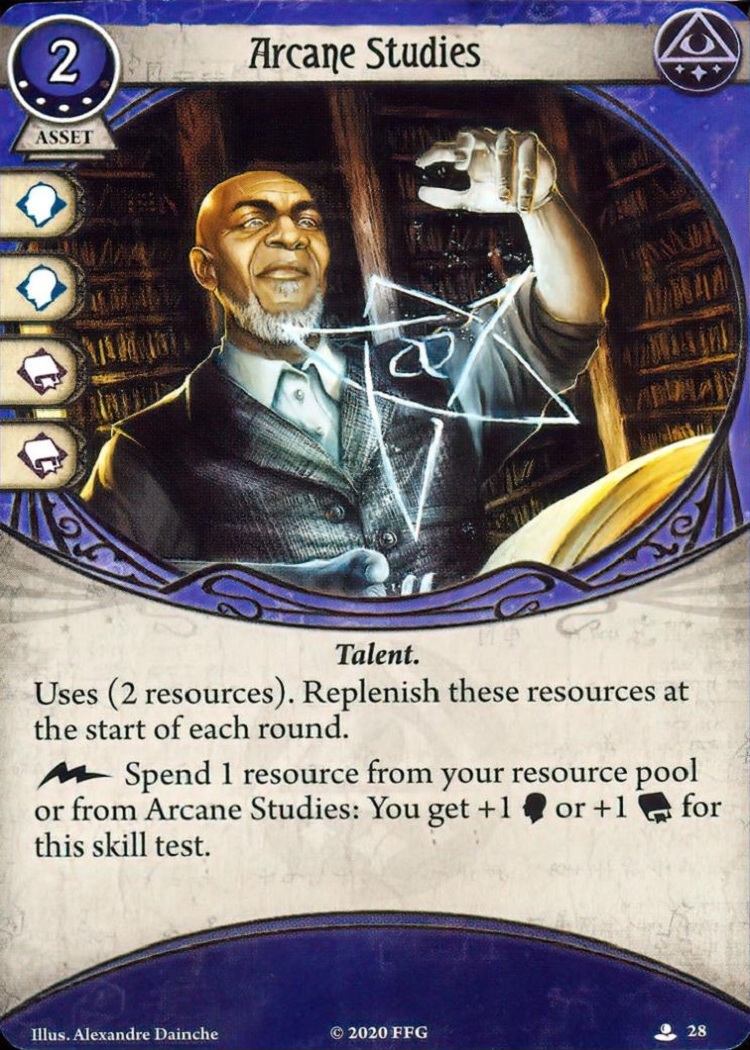 2
Arcane Studies
ASSET
Talent.
Uses (2 resources). Replenish these resources at
the start of each round.
Spend 1 resource from your resource pool
or from Arcane Studies: You get +1 or +1 for
this skill test.
Illus. Alexandre Dainche
© 2020 FFG
28